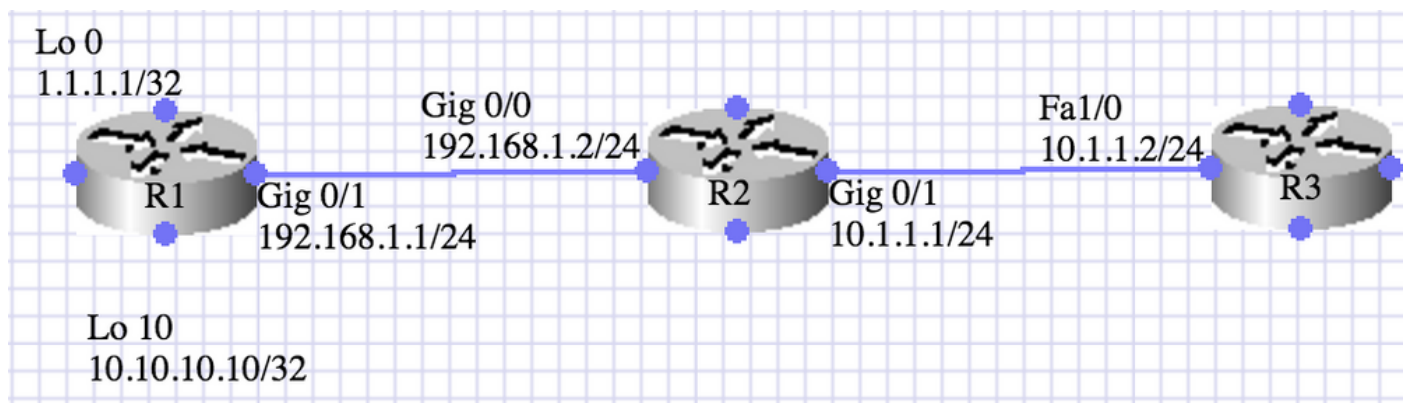 Lo 0
1.1.1.1/32
R1
Gig 0/1
192.168.1.1/24
Gig 0/0
192.168.1.2/24
R2
Gig 0/1
10.1.1.1/24
Fa1/0
10.1.1.2/24
R3
Lo 10
10.10.10.10/32